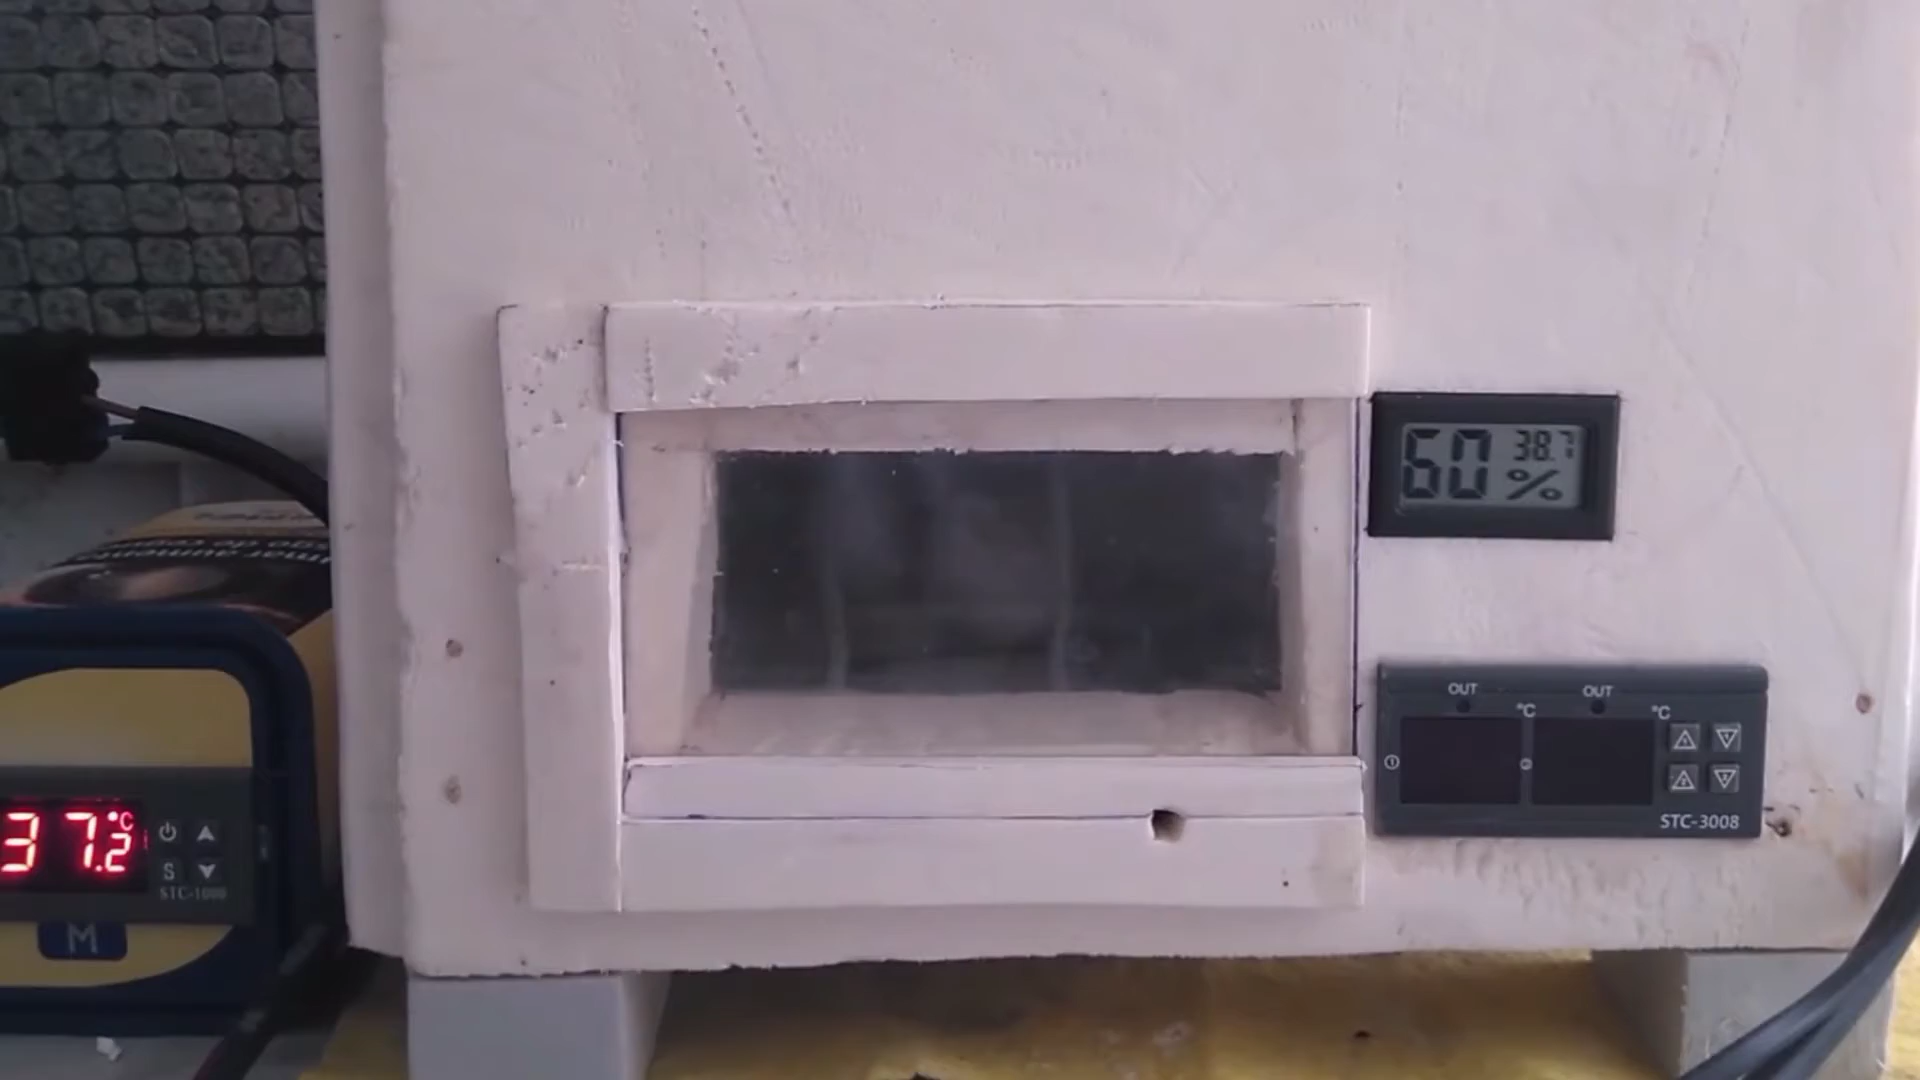 60 38.7
%
OUT OUT
°C °C
STC-3008
37.2 °C
S
STC-1000
M